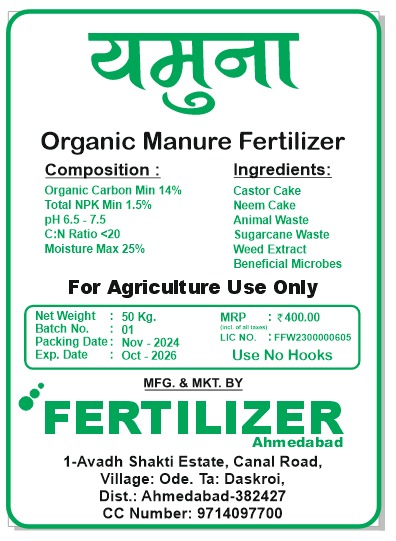 यमुना
Organic Manure Fertilizer
Composition :
Organic Carbon Min 14%
Total NPK Min 1.5%
pH 6.5 - 7.5
C:N Ratio <20
Moisture Max 25%
Ingredients:
Castor Cake
Neem Cake
Animal Waste
Sugarcane Waste
Weed Extract
Beneficial Microbes
For Agriculture Use Only
Net Weight : 50 Kg.
Batch No. : 01
Packing Date : Nov - 2024
Exp. Date : Oct - 2026
MRP : ₹ 400.00
(incl. of all taxes)
LIC NO. : FFW2300000605
Use No Hooks
MFG. & MKT. BY
FERTILIZER
Ahmedabad
1-Avadh Shakti Estate, Canal Road,
Village: Ode. Ta: Daskroi,
Dist.: Ahmedabad-382427
CC Number: 9714097700